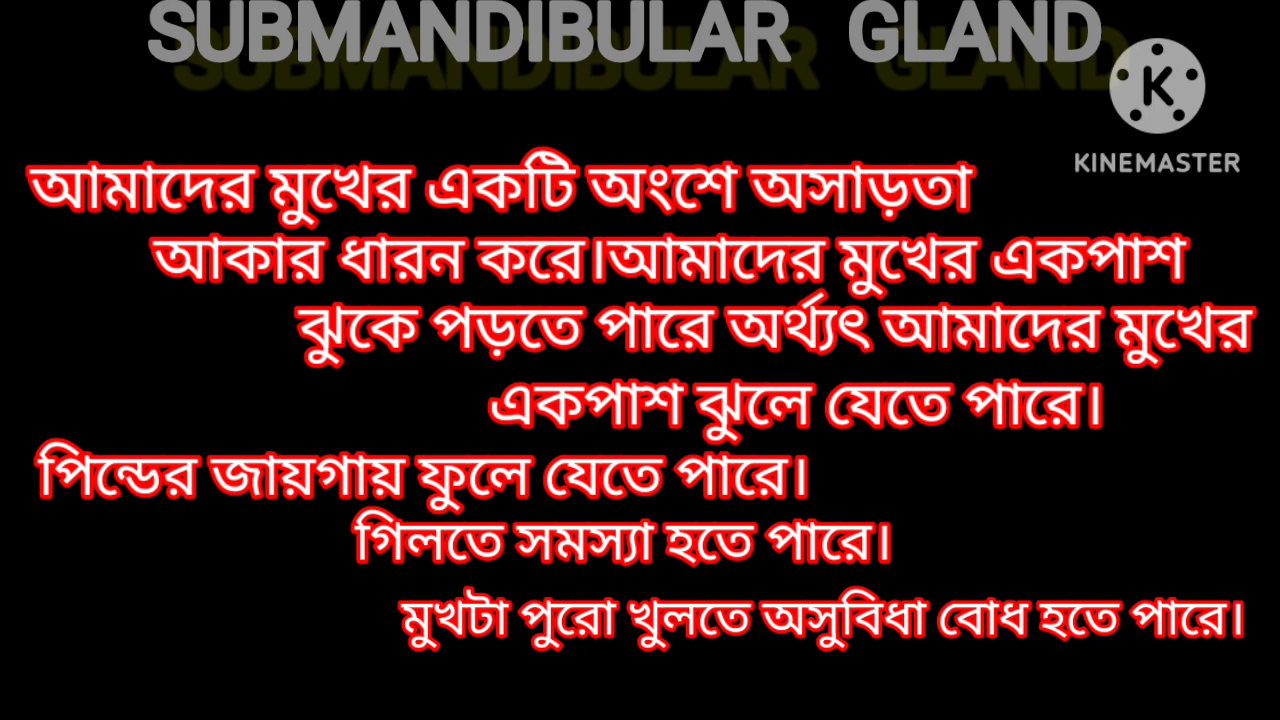 SUBMANDIBULAR GLAND
KINEMASTER
আমাদের মুখের একটি অংশে অসাড়তা
আকার ধারন করে।আমাদের মুখের একপাশ
ঝুকে পড়তে পারে অর্থ্যৎ আমাদের মুখের
একপাশ ঝুলে যেতে পারে।
পিন্ডের জায়গায় ফুলে যেতে পারে।
গিলতে সমস্যা হতে পারে।
মুখটা পুরো খুলতে অসুবিধা বোধ হতে পারে।